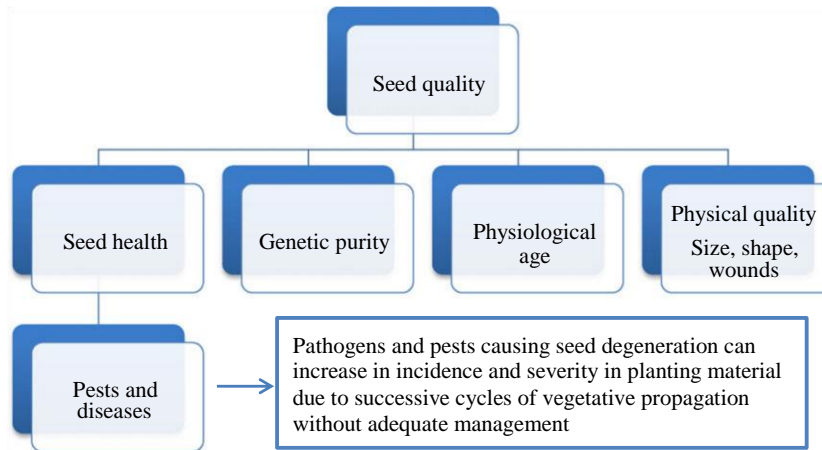 Seed quality
Seed health
Genetic purity
Physiological
age
Physical quality
Size, shape,
wounds
Pests and
diseases
Pathogens and pests causing seed degeneration can
increase in incidence and severity in planting material
due to successive cycles of vegetative propagation
without adequate management